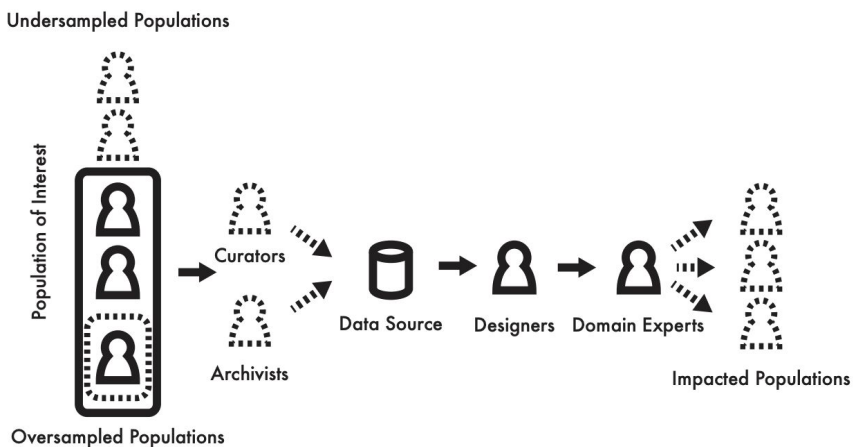 Undersampled Populations
Population of Interest
Curators
Archivists
Data Source
Designers
Domain Experts
Impacted Populations
Oversampled Populations